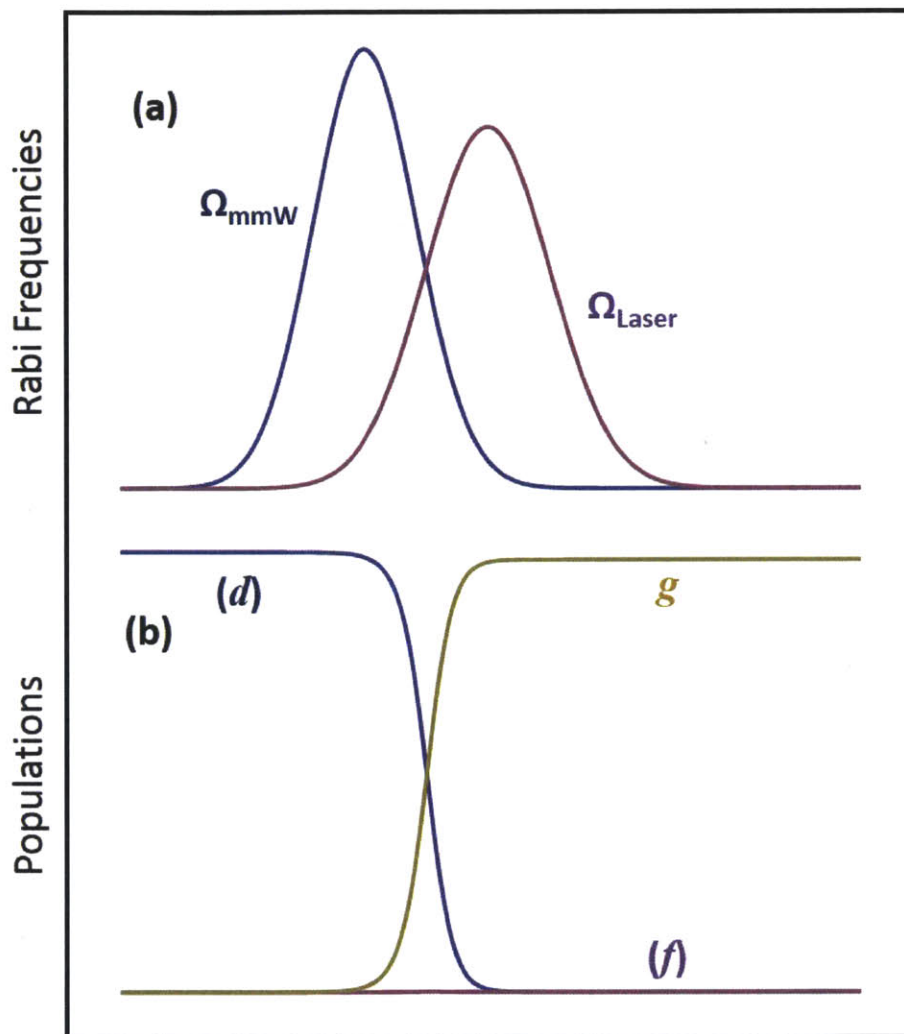 Rabi Frequencies
(a)
Ω_mmW
Ω_Laser
Populations
(b)
(d)
g
(f)